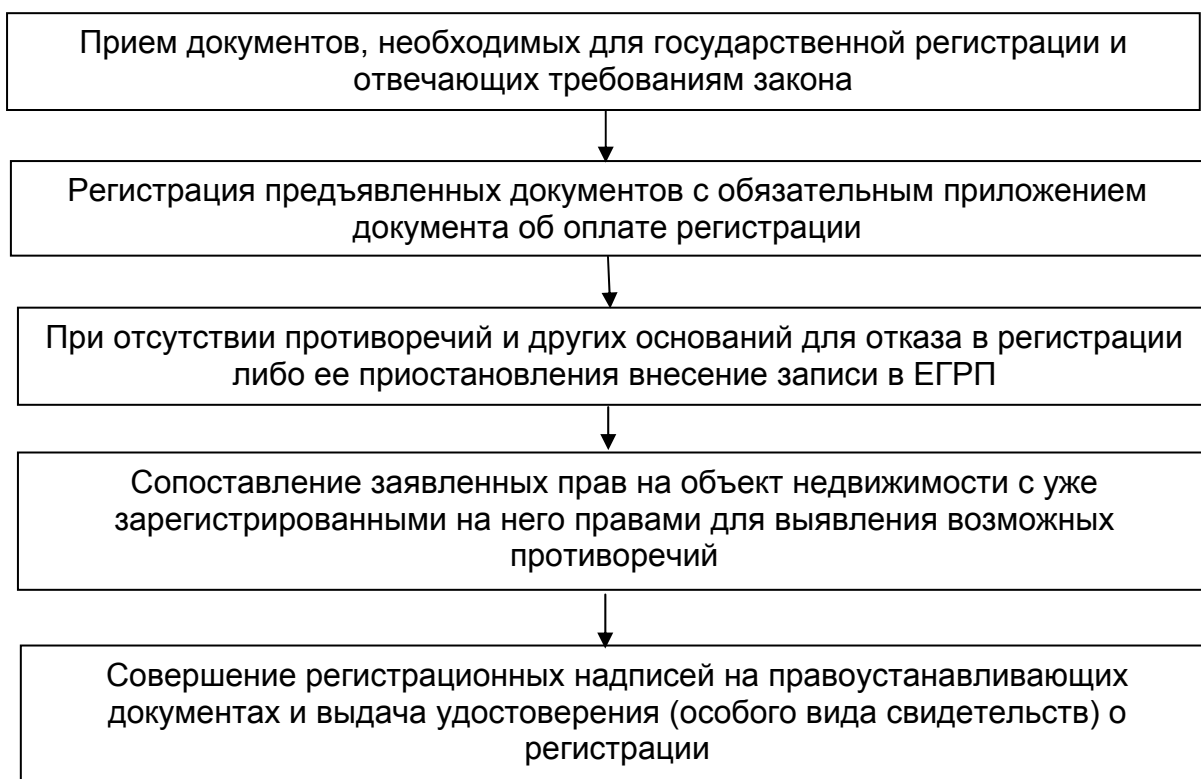 Прием документов, необходимых для государственной регистрации и
отвечающих требованиям закона
Регистрация предъявленных документов с обязательным приложением
документа об оплате регистрации
При отсутствии противоречий и других оснований для отказа в регистрации
либо ее приостановления внесение записи в ЕГРП
Сопоставление заявленных прав на объект недвижимости с уже
зарегистрированными на него правами для выявления возможных
противоречий
Совершение регистрационных надписей на правоустанавливающих
документах и выдача удостоверения (особого вида свидетельств) о
регистрации